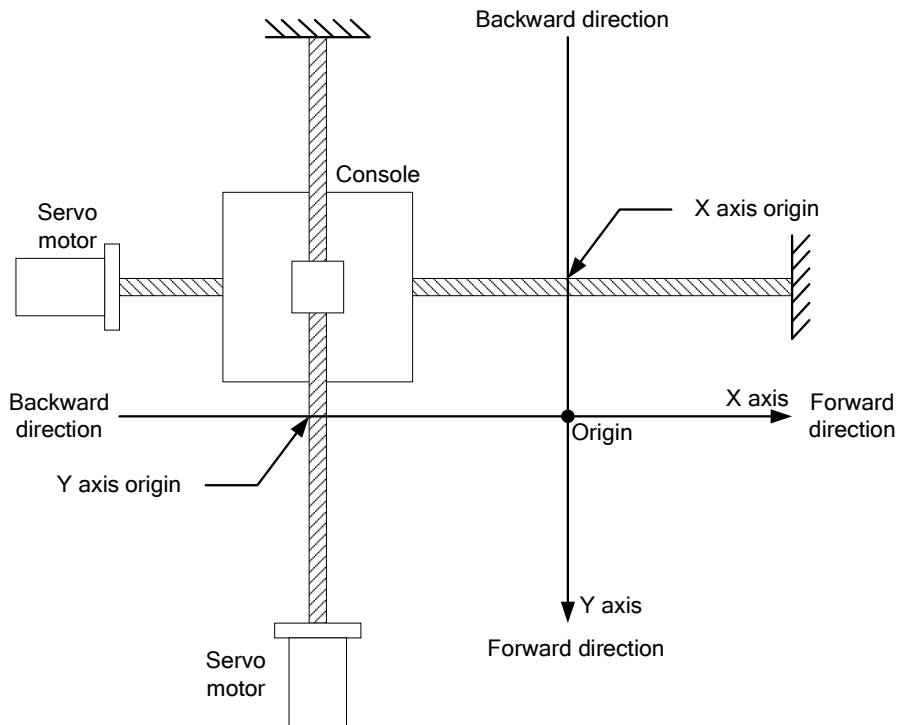 Backward direction
Console
Servo
motor
X axis origin
Backward
direction
X axis
Forward
direction
Origin
Y axis origin
Y axis
Forward direction
Servo
motor